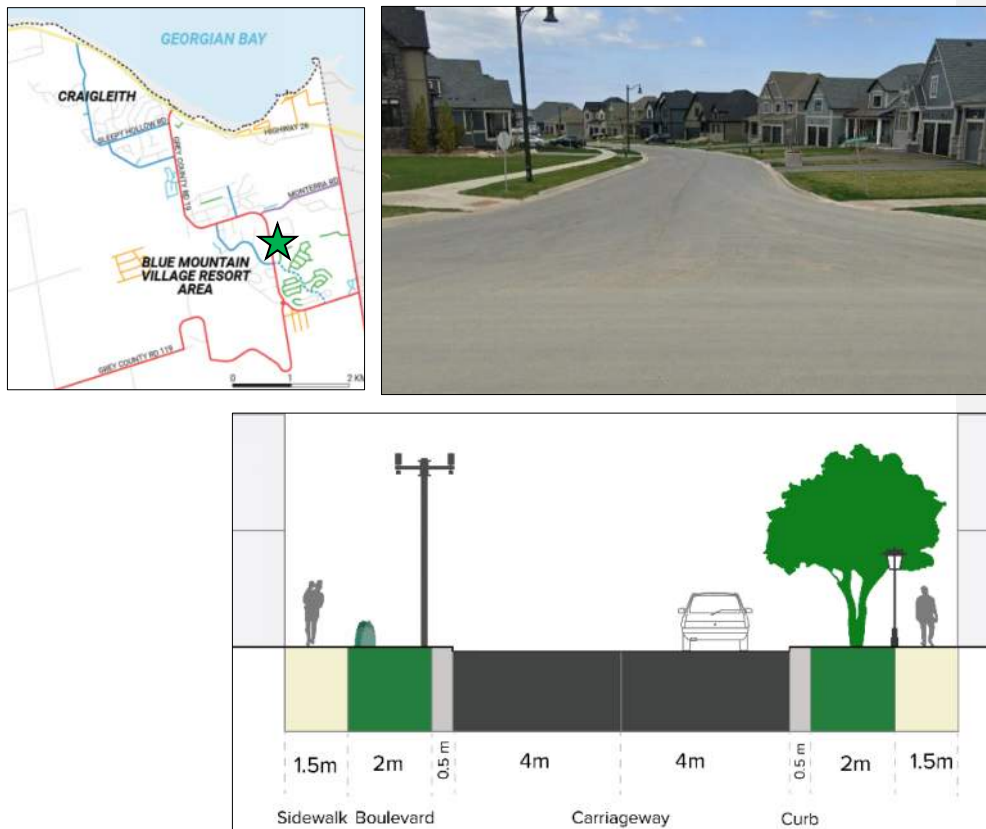 GEORGIAN BAY
CRAIGLEITH
SLEEPY HOLLOW RD
HIGHWAY 26
GREY COUNTY RD 19
MONTERRA RD
BLUE MOUNTAIN
VILLAGE RESORT
AREA
GREY COUNTY RD 119
0 1 2 KM
1.5m 2m 0.5 m 4m 4m 0.5 m 2m 1.5m
Sidewalk Boulevard Carriageway Curb